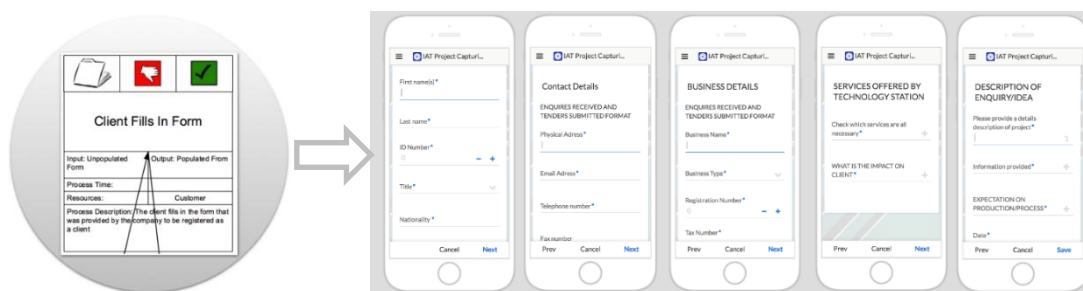 Client Fills In Form
Input: Unpopulated
Form
Output: Populated From
Process Time:
Resources:
Customer
Process Description: The client fills in the form that
was provided by the company to be registered as
a client
IAT Project Capturi...
First name(s)*
Last name*
ID Number*
0
Title*
Nationality *
Cancel
Next
IAT Project Capturi...
Contact Details
ENQUIRES RECEIVED AND
TENDERS SUBMITTED FORMAT
Physical Adress*
Email Adress*
Telephone number*
Fax number
Prev
Cancel
Next
IAT Project Capturi...
BUSINESS DETAILS
ENQUIRES RECEIVED AND
TENDERS SUBMITTED FORMAT
Business Name*
Business Type*
Registration Number*
0
Tax Number*
Prev
Cancel
Next
IAT Project Capturi...
SERVICES OFFERED BY
TECHNOLOGY STATION
Check which services are all
necessary*
WHAT IS THE IMPACT ON
CLIENT*
Prev
Cancel
Next
IAT Project Capturi...
DESCRIPTION OF
ENQUIRY/IDEA
Please provide a details
description of project*
Information provided*
EXPECTATION ON
PRODUCTION/PROCESS*
Date*
Prev
Cancel
Save